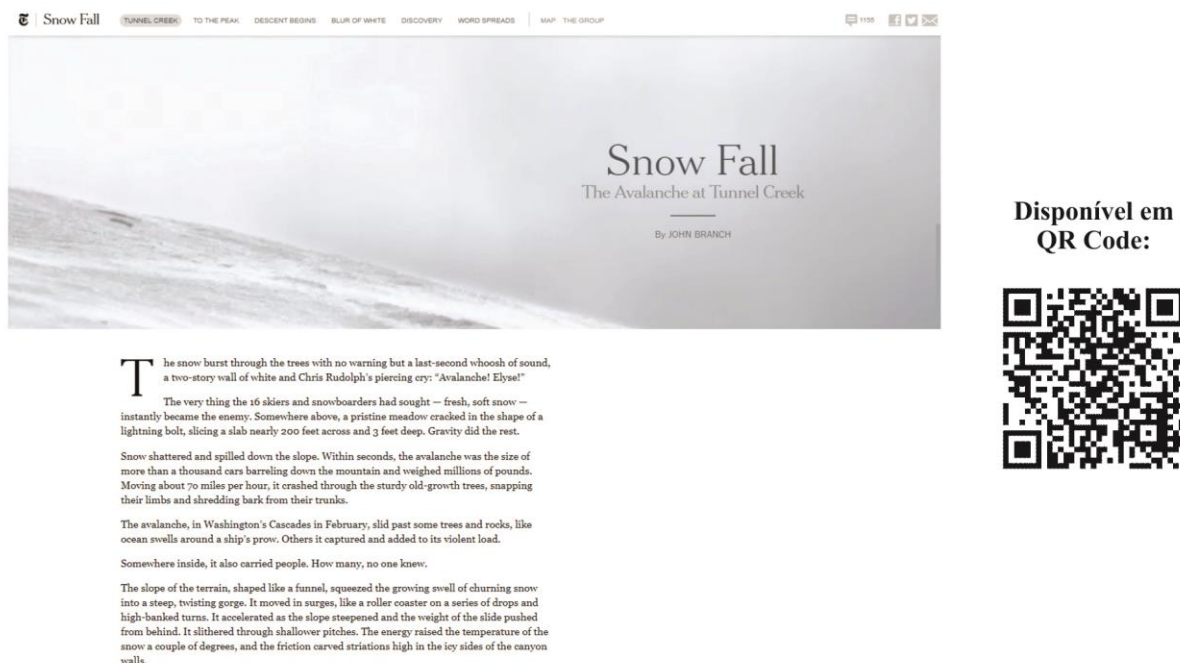 Snow Fall TUNNEL CREEK TO THE PEAK DESCENT BEGINS BLUR OF WHITE DISCOVERY WORD SPREADS MAP THE GROUP 1155
Snow Fall
The Avalanche at Tunnel Creek
By JOHN BRANCH
Disponível em
QR Code:
The snow burst through the trees with no warning but a last-second whoosh of sound,
a two-story wall of white and Chris Rudolph's piercing cry: “Avalanche! Elyse!”
The very thing the 16 skiers and snowboarders had sought — fresh, soft snow —
instantly became the enemy. Somewhere above, a pristine meadow cracked in the shape of a
lightning bolt, slicing a slab nearly 200 feet across and 3 feet deep. Gravity did the rest.
Snow shattered and spilled down the slope. Within seconds, the avalanche was the size of
more than a thousand cars barreling down the mountain and weighed millions of pounds.
Moving about 70 miles per hour, it crashed through the sturdy old-growth trees, snapping
their limbs and shredding bark from their trunks.
The avalanche, in Washington's Cascades in February, slid past some trees and rocks, like
ocean swells around a ship's prow. Others it captured and added to its violent load.
Somewhere inside, it also carried people. How many, no one knew.
The slope of the terrain, shaped like a funnel, squeezed the growing swell of churning snow
into a steep, twisting gorge. It moved in surges, like a roller coaster on a series of drops and
high-banked turns. It accelerated as the slope steepened and the weight of the slide pushed
from behind. It slithered through shallower pitches. The energy raised the temperature of the
snow a couple of degrees, and the friction carved striations high in the icy sides of the canyon
walls.